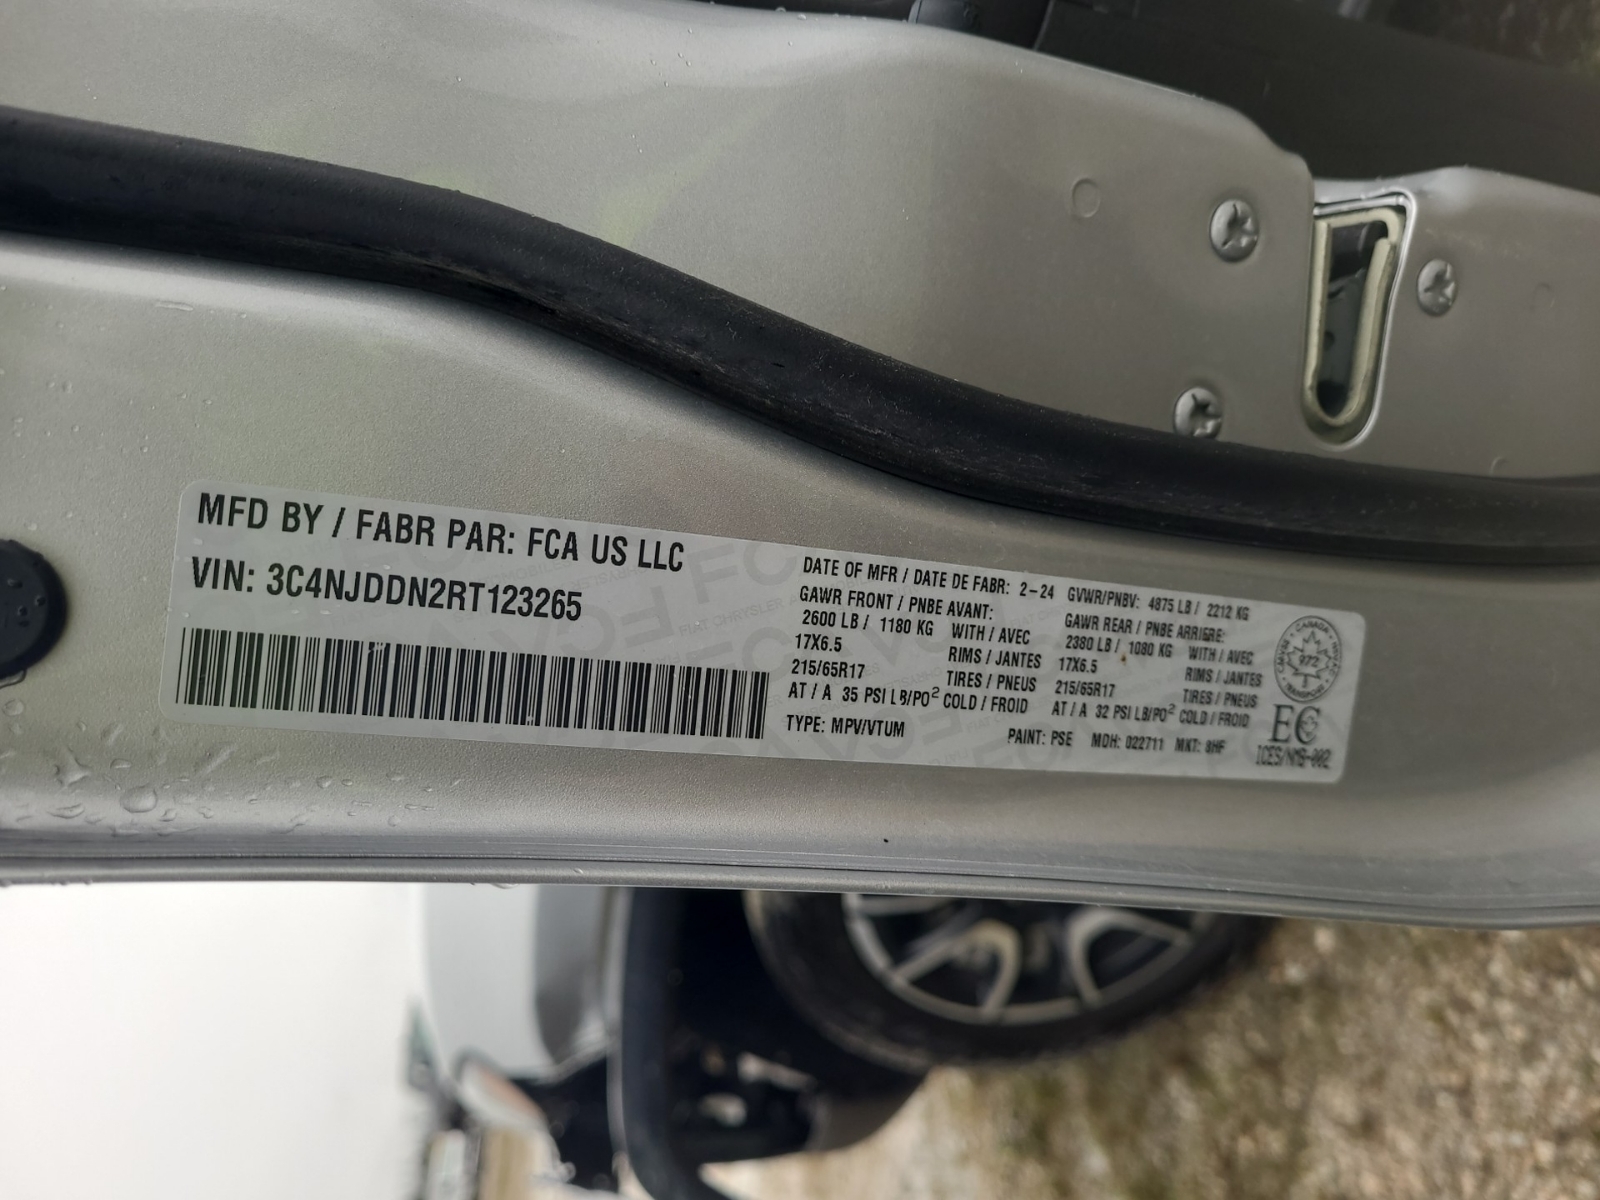 MFD BY / FABR PAR: FCA US LLC
VIN: 3C4NJDDN2RT123265
DATE OF MFR / DATE DE FABR: 2-24 GVWR/PNBV: 4875 LB / 2212 KG
GAWR FRONT / PNBE AVANT: GAWR REAR / PNBE ARRIERE:
2600 LB / 1180 KG WITH / AVEC 2380 LB / 1080 KG WITH / AVEC
17X6.5 RIMS / JANTES 17X6.5 RIMS / JANTES
215/65R17 TIRES / PNEUS 215/65R17 TIRES / PNEUS
AT / A 35 PSI LB/PO² COLD / FROID AT / A 32 PSI LB/PO² COLD / FROID
TYPE: MPV/VTUM PAINT: PSE MDH: 022711 MKT: 8HF
CANADA
972
TRANSPORT
EC
ICES/NMB-002